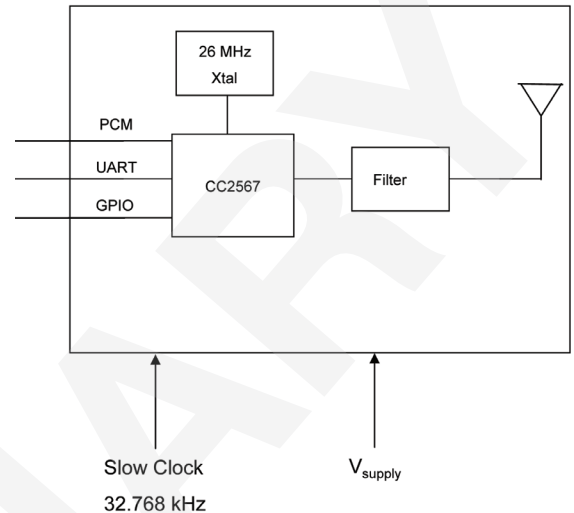 26 MHz
Xtal
PCM
UART
GPIO
CC2567
Filter
Slow Clock
32.768 kHz
Vsupply